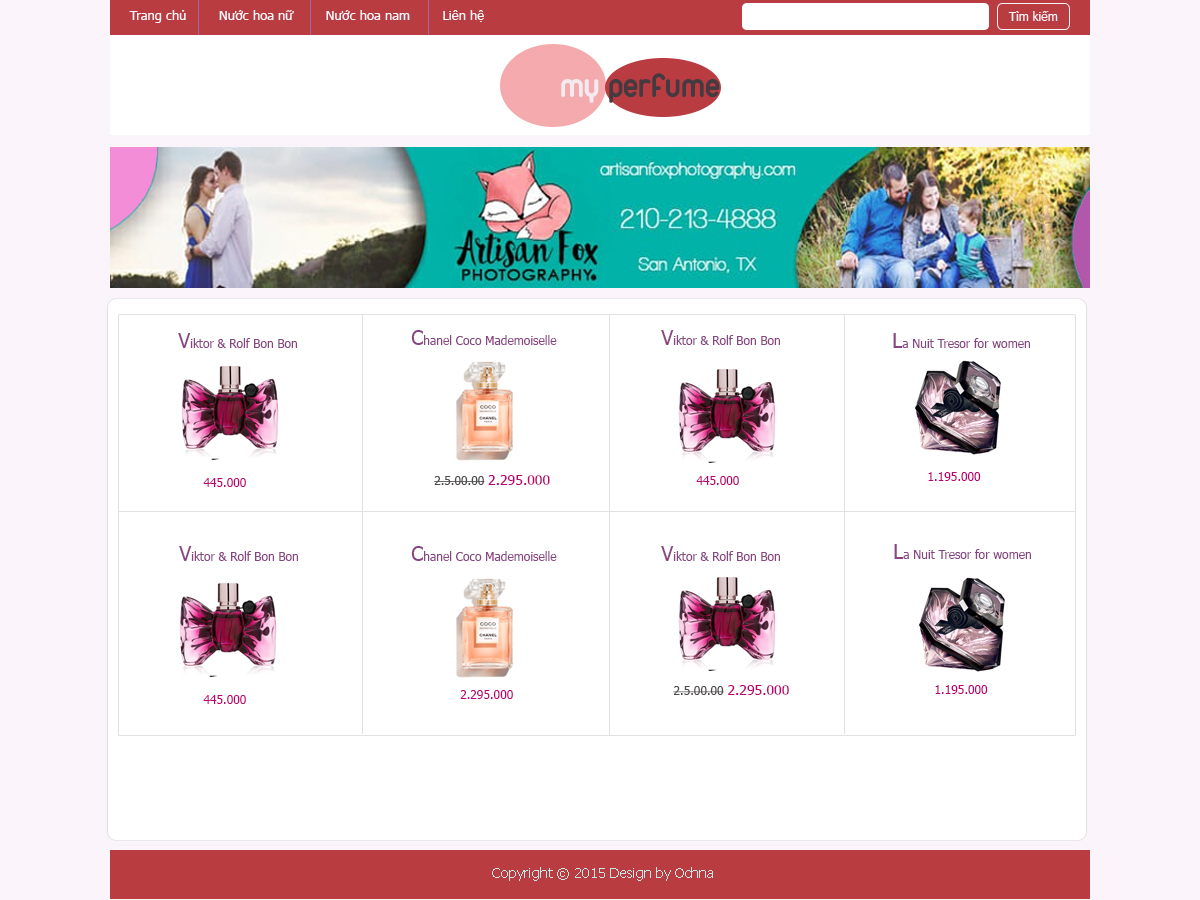 Trang chủ Nước hoa nữ Nước hoa nam Liên hệ Tìm kiếm
my perfume
artisanfoxphotography.com
210-213-4888
Artisan Fox
PHOTOGRAPHY.
San Antonio, TX
Viktor & Rolf Bon Bon Chanel Coco Mademoiselle Viktor & Rolf Bon Bon La Nuit Tresor for women
COCO
CHANEL
445.000 2.5.00.00 2.295.000 445.000 1.195.000
Viktor & Rolf Bon Bon Chanel Coco Mademoiselle Viktor & Rolf Bon Bon La Nuit Tresor for women
COCO
CHANEL
445.000 2.295.000 2.5.00.00 2.295.000 1.195.000
Copyright © 2015 Design by Ochna